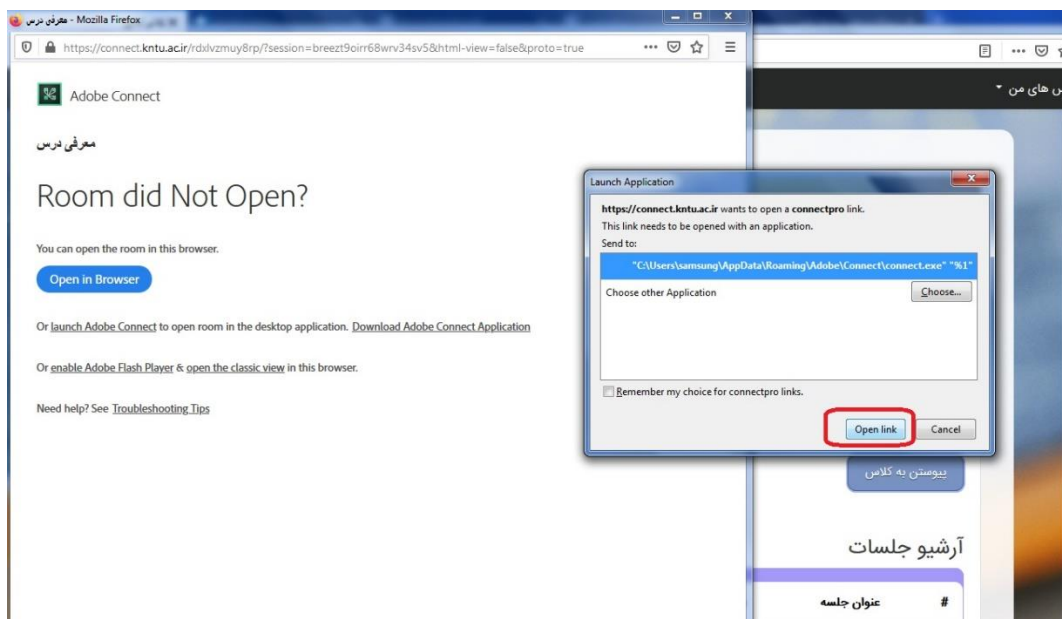 معرفی درس - Mozilla Firefox
https://connect.kntu.ac.ir/rdxlvzmuy8rp/?session=breezt9oirr68wrv34sv5&html-view=false&proto=true
Adobe Connect
معرفی درس
Room did Not Open?
You can open the room in this browser.
Open in Browser
Or launch Adobe Connect to open room in the desktop application. Download Adobe Connect Application
Or enable Adobe Flash Player & open the classic view in this browser.
Need help? See Troubleshooting Tips
س های من
Launch Application
https://connect.kntu.ac.ir wants to open a connectpro link.
This link needs to be opened with an application.
Send to:
"C:\Users\samsung\AppData\Roaming\Adobe\Connect\connect.exe" "%1"
Choose other Application
Choose...
Remember my choice for connectpro links.
Open link
Cancel
پیوستن به کلاس
آرشیو جلسات
# عنوان جلسه